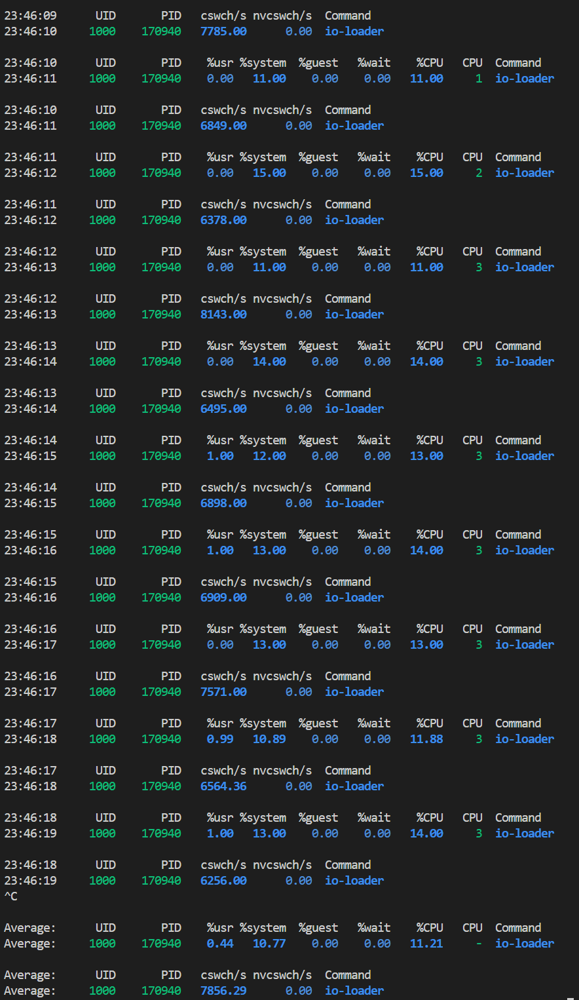 23:46:09      UID       PID   cswch/s nvcswch/s  Command
23:46:10     1000    170940   7785.00      0.00  io-loader
23:46:10      UID       PID    %usr %system  %guest   %wait    %CPU   CPU  Command
23:46:11     1000    170940    0.00   11.00    0.00    0.00   11.00     1  io-loader
23:46:10      UID       PID   cswch/s nvcswch/s  Command
23:46:11     1000    170940   6849.00      0.00  io-loader
23:46:11      UID       PID    %usr %system  %guest   %wait    %CPU   CPU  Command
23:46:12     1000    170940    0.00   15.00    0.00    0.00   15.00     2  io-loader
23:46:11      UID       PID   cswch/s nvcswch/s  Command
23:46:12     1000    170940   6378.00      0.00  io-loader
23:46:12      UID       PID    %usr %system  %guest   %wait    %CPU   CPU  Command
23:46:13     1000    170940    0.00   11.00    0.00    0.00   11.00     3  io-loader
23:46:12      UID       PID   cswch/s nvcswch/s  Command
23:46:13     1000    170940   8143.00      0.00  io-loader
23:46:13      UID       PID    %usr %system  %guest   %wait    %CPU   CPU  Command
23:46:14     1000    170940    0.00   14.00    0.00    0.00   14.00     3  io-loader
23:46:13      UID       PID   cswch/s nvcswch/s  Command
23:46:14     1000    170940   6495.00      0.00  io-loader
23:46:14      UID       PID    %usr %system  %guest   %wait    %CPU   CPU  Command
23:46:15     1000    170940    1.00   12.00    0.00    0.00   13.00     3  io-loader
23:46:14      UID       PID   cswch/s nvcswch/s  Command
23:46:15     1000    170940   6898.00      0.00  io-loader
23:46:15      UID       PID    %usr %system  %guest   %wait    %CPU   CPU  Command
23:46:16     1000    170940    1.00   13.00    0.00    0.00   14.00     3  io-loader
23:46:15      UID       PID   cswch/s nvcswch/s  Command
23:46:16     1000    170940   6909.00      0.00  io-loader
23:46:16      UID       PID    %usr %system  %guest   %wait    %CPU   CPU  Command
23:46:17     1000    170940    0.00   13.00    0.00    0.00   13.00     3  io-loader
23:46:16      UID       PID   cswch/s nvcswch/s  Command
23:46:17     1000    170940   7571.00      0.00  io-loader
23:46:17      UID       PID    %usr %system  %guest   %wait    %CPU   CPU  Command
23:46:18     1000    170940    0.99   10.89    0.00    0.00   11.88     3  io-loader
23:46:17      UID       PID   cswch/s nvcswch/s  Command
23:46:18     1000    170940   6564.36      0.00  io-loader
23:46:18      UID       PID    %usr %system  %guest   %wait    %CPU   CPU  Command
23:46:19     1000    170940    1.00   13.00    0.00    0.00   14.00     3  io-loader
23:46:18      UID       PID   cswch/s nvcswch/s  Command
23:46:19     1000    170940   6256.00      0.00  io-loader
^C
Average:      UID       PID    %usr %system  %guest   %wait    %CPU   CPU  Command
Average:     1000    170940    0.44   10.77    0.00    0.00   11.21     -  io-loader
Average:      UID       PID   cswch/s nvcswch/s  Command
Average:     1000    170940   7856.29      0.00  io-loader